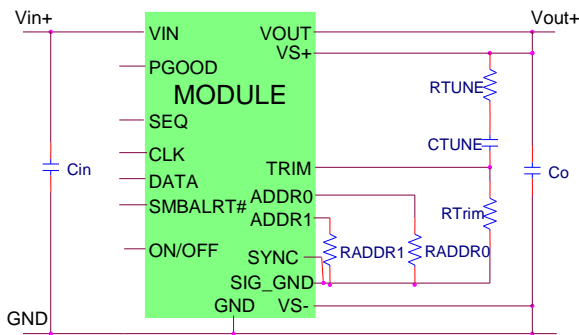 Vin+
Vout+
VIN
VOUT
VS+
PGOOD
RTUNE
MODULE
SEQ
CTUNE
CLK
TRIM
Cin
Co
DATA
ADDR0
SMBALRT#
ADDR1
RTrim
ON/OFF
SYNC
RADDR1
RADDR0
SIG_GND
GND
VS-
GND